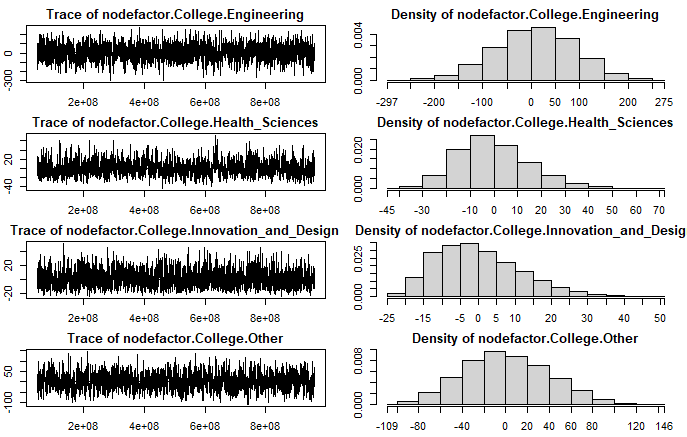 Trace of nodefactor.College.Engineering
0
-300
2e+08 4e+08 6e+08 8e+08
Density of nodefactor.College.Engineering
0.004
0.000
-297 -200 -100 0 50 100 200 275
Trace of nodefactor.College.Health_Sciences
20
-40
2e+08 4e+08 6e+08 8e+08
Density of nodefactor.College.Health_Sciences
0.020
0.000
-45 -30 -10 0 10 20 30 40 50 60 72
Trace of nodefactor.College.Innovation_and_Design
20
-20
2e+08 4e+08 6e+08 8e+08
Density of nodefactor.College.Innovation_and_Desig
0.025
0.000
-25 -15 -5 0 5 10 15 20 25 30 40 51
Trace of nodefactor.College.Other
50
-100
2e+08 4e+08 6e+08 8e+08
Density of nodefactor.College.Other
0.008
0.000
-109 -80 -40 0 20 40 60 80 120 146